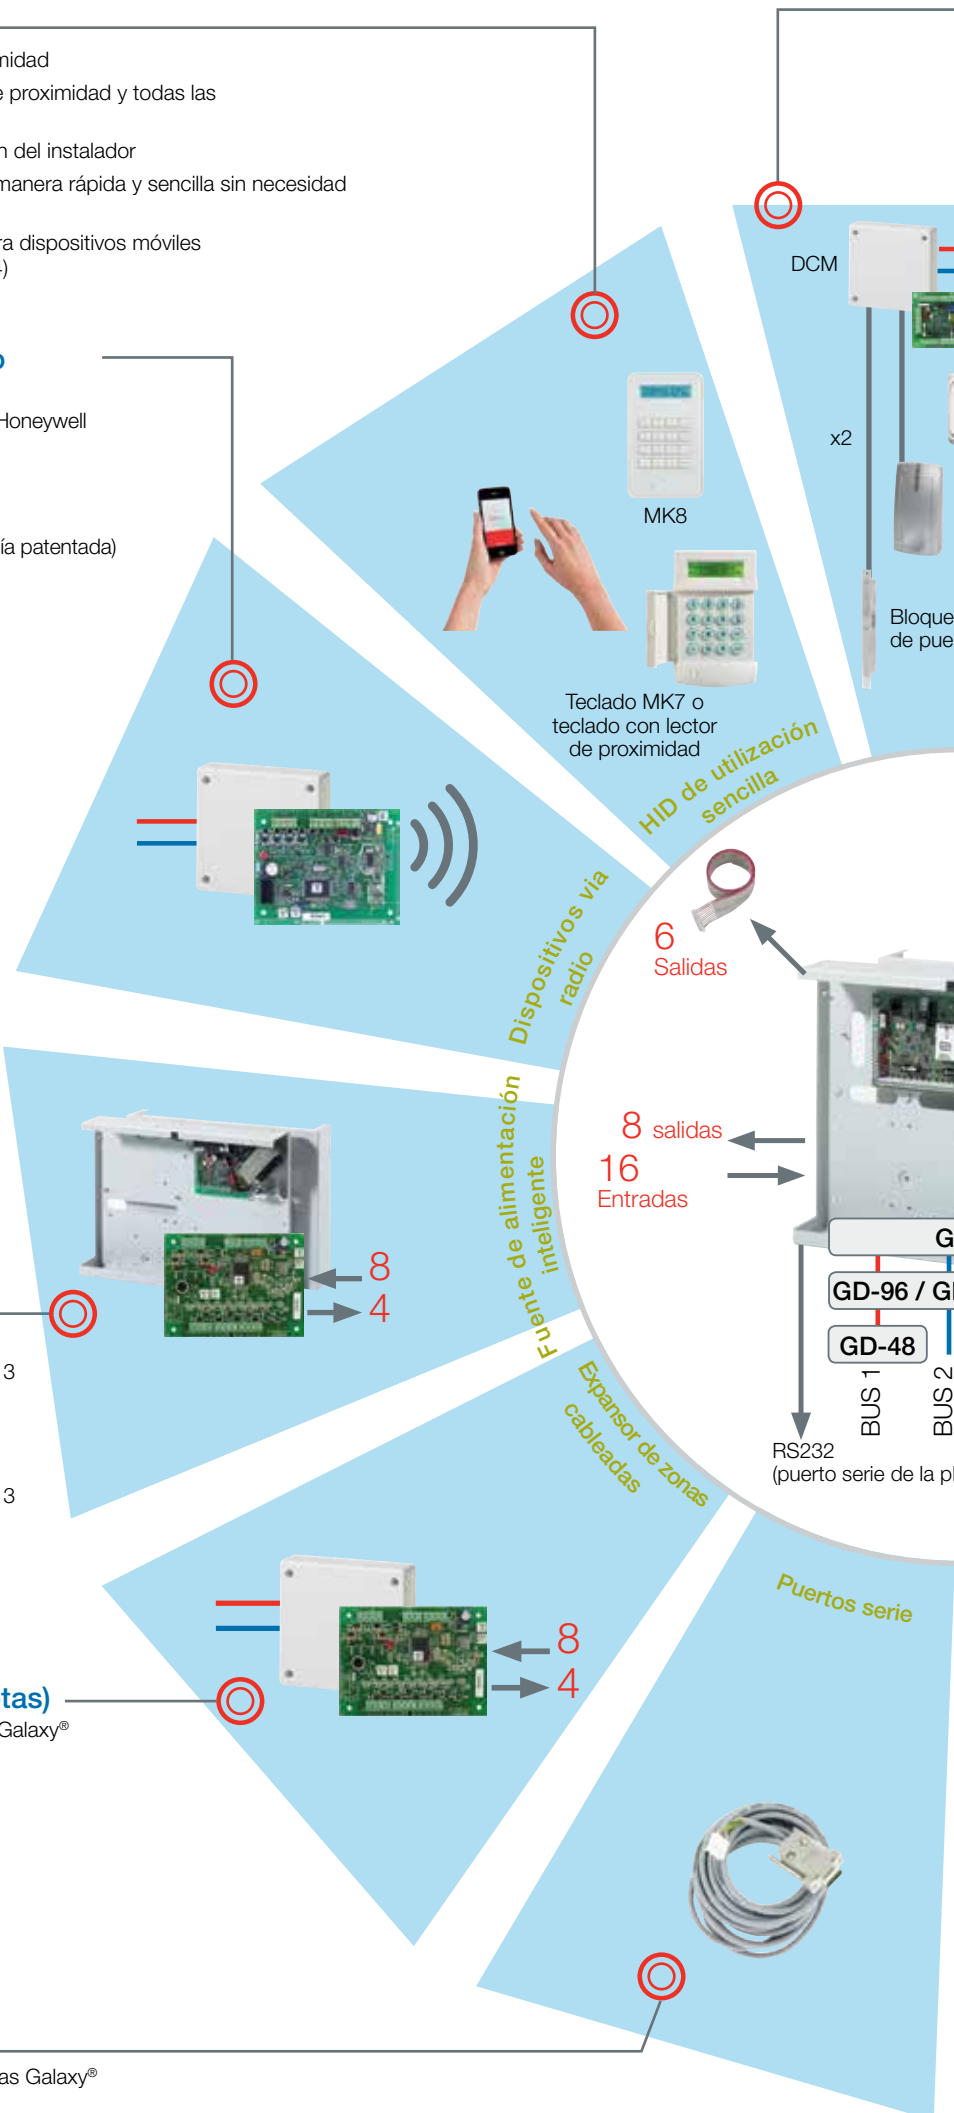 e proximidad y todas las
n del instalador
manera rápida y sencilla sin necesidad
ra dispositivos móviles
Honeywell
ía patentada)
DCM
x2
MK8
Bloque
de pue
Teclado MK7 o
teclado con lector
de proximidad
HID de utilización
sencilla
Dispositivos via
radio
6
Salidas
8 salidas
16
Entradas
Fuente de alimentación
inteligente
8
4
G
GD-96 / G
GD-48
BUS 1
BUS 2
RS232
(puerto serie de la pl
3
3
Expansor de zonas
cableadas
8
4
Puertos serie
tas)
Galaxy®
as Galaxy®